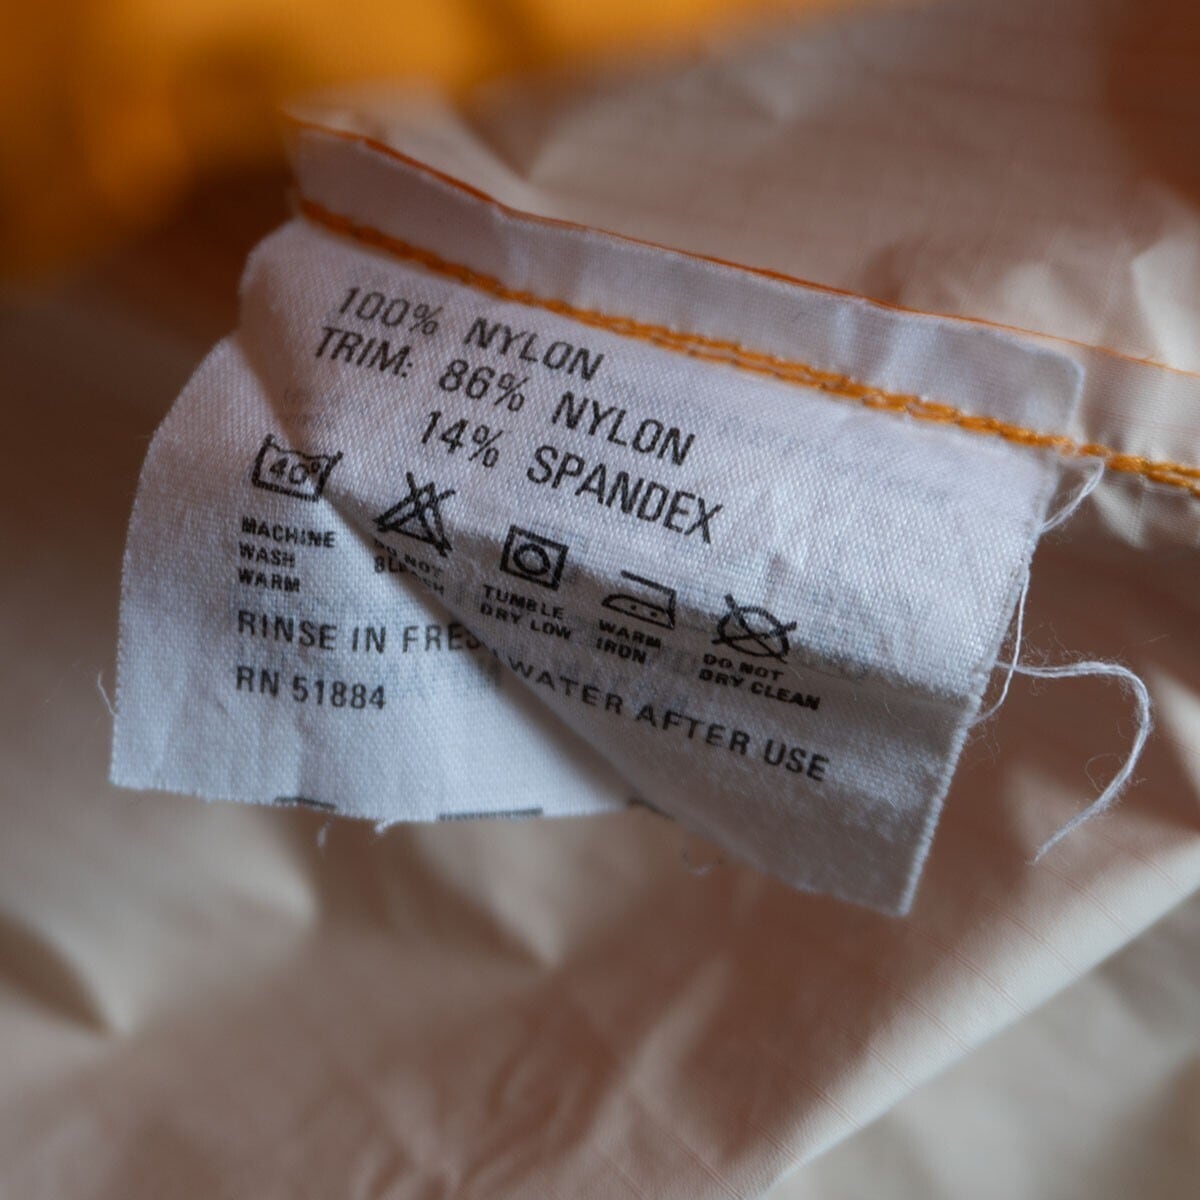 100% NYLON
TRIM: 86% NYLON
14% SPANDEX
40°
MACHINE
WASH
WARM
DO NOT
BLEACH
TUMBLE
DRY LOW
WARM
IRON
DO NOT
DRY CLEAN
RINSE IN FRESH WATER AFTER USE
RN 51884